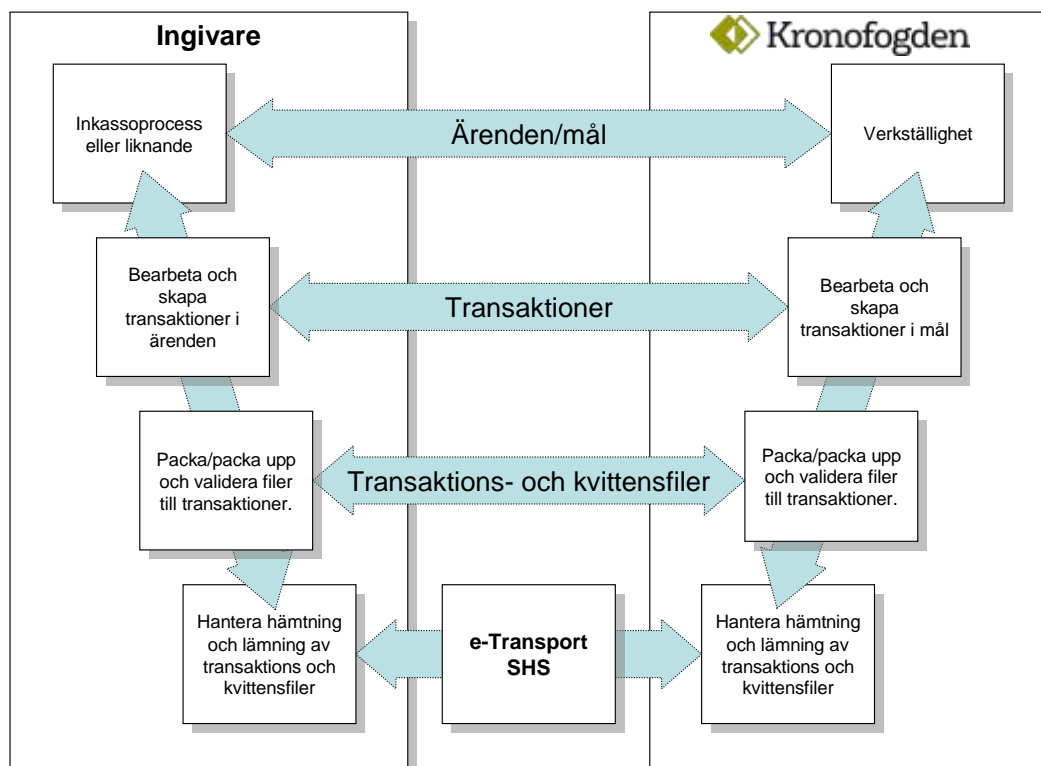 Ingivare
Kronofogden
Inkassoprocess
eller liknande
Ärenden/mål
Verkställighet
Bearbeta och
skapa
transaktioner i
ärenden
Transaktioner
Bearbeta och
skapa
transaktioner i mål
Packa/packa upp
och validera filer
till transaktioner.
Transaktions- och kvittensfiler
Packa/packa upp
och validera filer
till transaktioner.
Hantera hämtning
och lämning av
transaktions och
kvittensfiler
e-Transport
SHS
Hantera hämtning
och lämning av
transaktions och
kvittensfiler